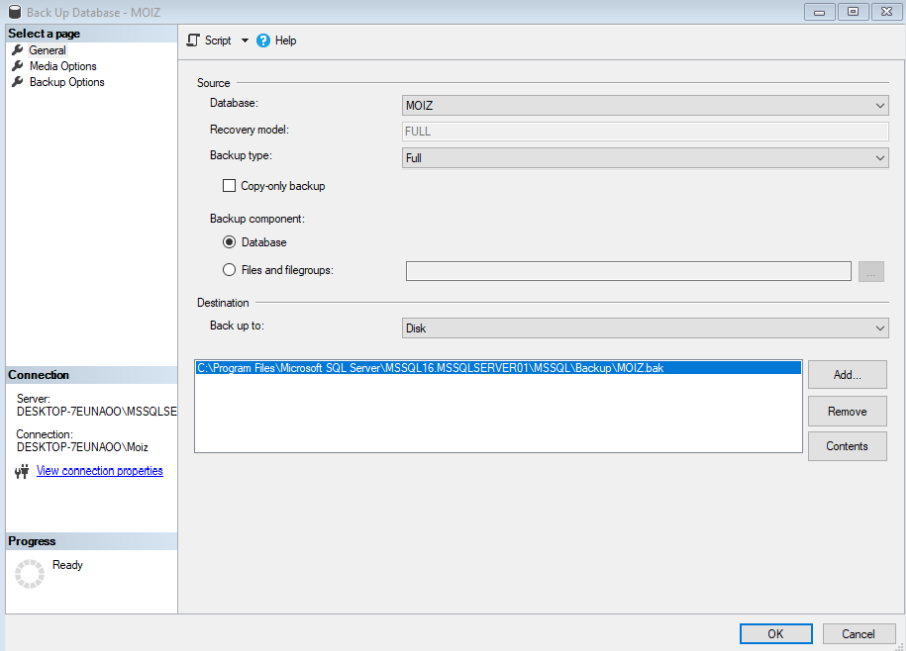 Back Up Database - MOIZ
Select a page
General
Media Options
Backup Options
Script Help
Source
Database: MOIZ
Recovery model: FULL
Backup type: Full
Copy-only backup
Backup component:
Database
Files and filegroups: ...
Destination
Back up to: Disk
C:\Program Files\Microsoft SQL Server\MSSQL16.MSSQLSERVER01\MSSQL\Backup\MOIZ.bak
Add...
Remove
Contents
Connection
Server:
DESKTOP-7EUNAOO\MSSQLSE
Connection:
DESKTOP-7EUNAOO\Moiz
View connection properties
Progress
Ready
OK Cancel